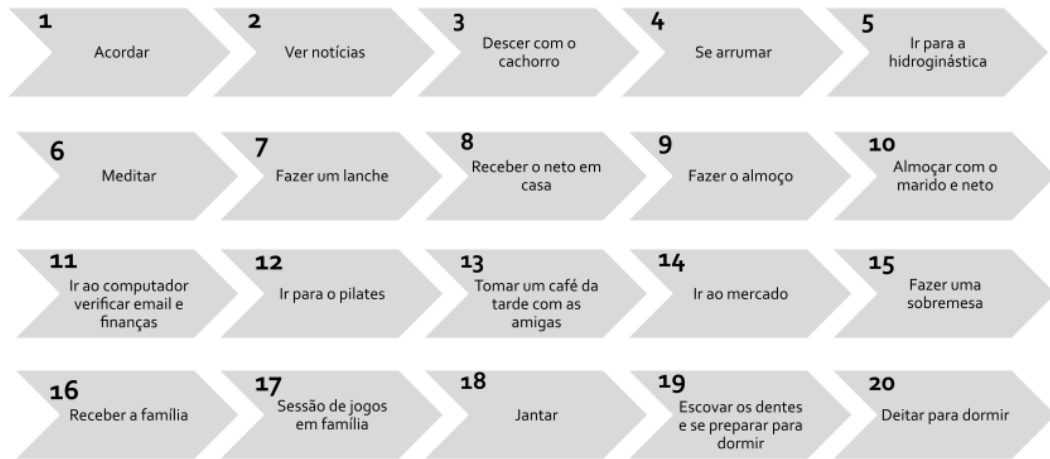 1
Acordar
2
Ver notícias
3
Descer com o
cachorro
4
Se arrumar
5
Ir para a
hidroginástica
6
Meditar
7
Fazer um lanche
8
Receber o neto em
casa
9
Fazer o almoço
10
Almoçar com o
marido e neto
11
Ir ao computador
verificar email e
finanças
12
Ir para o pilates
13
Tomar um café da
tarde com as
amigas
14
Ir ao mercado
15
Fazer uma
sobremesa
16
Receber a família
17
Sessão de jogos
em família
18
Jantar
19
Escovar os dentes
e se preparar para
dormir
20
Deitar para dormir